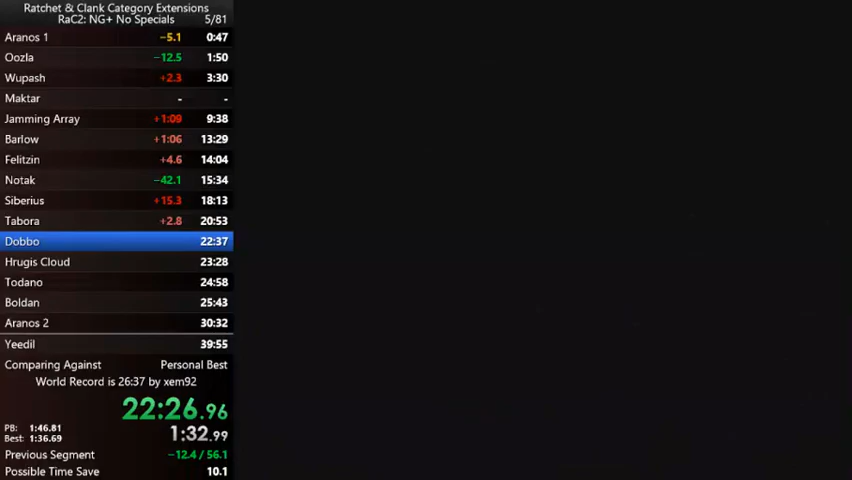 Ratchet & Clank Category Extensions
RaC2: NG+ No Specials 5/81
Aranos 1 −5.1 0:47
Oozla −12.5 1:50
Wupash +2.3 3:30
Maktar - -
Jamming Array +1:09 9:38
Barlow +1:06 13:29
Felitzin +4.6 14:04
Notak −42.1 15:34
Siberius +15.3 18:13
Tabora +2.8 20:53
Dobbo 22:37
Hrugis Cloud 23:28
Todano 24:58
Boldan 25:43
Aranos 2 30:32
Yeedil 39:55
Comparing Against Personal Best
World Record is 26:37 by xem92
22:26.96
PB: 1:46.81
Best: 1:36.69
1:32.99
Previous Segment −12.4 / 56.1
Possible Time Save 10.1